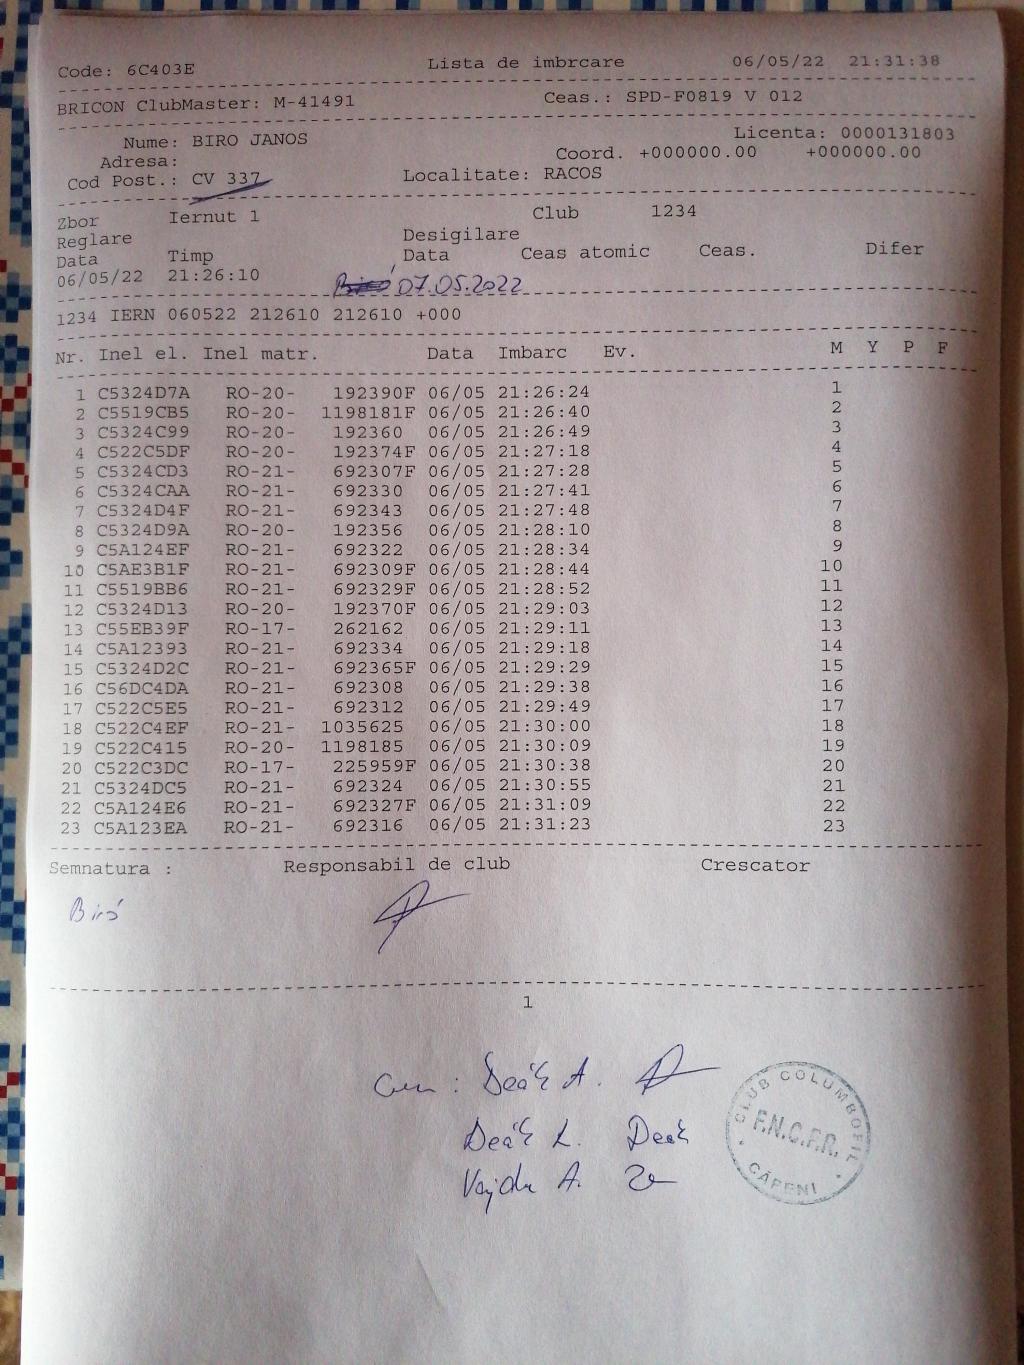 Code: 6C403E Lista de imbrcare 06/05/22 21:31:38
BRICON ClubMaster: M-41491 Ceas.: SPD-F0819 V 012
Nume: BIRO JANOS Licenta: 0000131803
Adresa: Coord. +000000.00 +000000.00
Cod Post.: CV 337 Localitate: RACOS
Zbor Iernut 1 Club 1234
Reglare Desigilare
Data Timp Data Ceas atomic Ceas. Difer
06/05/22 21:26:10 07.05.2022
1234 IERN 060522 212610 212610 +000
Nr. Inel el. Inel matr. Data Imbarc Ev. M Y P F
1 C5324D7A RO-20- 192390F 06/05 21:26:24 1
2 C5519CB5 RO-20- 1198181F 06/05 21:26:40 2
3 C5324C99 RO-20- 192360 06/05 21:26:49 3
4 C522C5DF RO-20- 192374F 06/05 21:27:18 4
5 C5324CD3 RO-21- 692307F 06/05 21:27:28 5
6 C5324CAA RO-21- 692330 06/05 21:27:41 6
7 C5324D4F RO-21- 692343 06/05 21:27:48 7
8 C5324D9A RO-20- 192356 06/05 21:28:10 8
9 C5A124EF RO-21- 692322 06/05 21:28:34 9
10 C5AE3B1F RO-21- 692309F 06/05 21:28:44 10
11 C5519BB6 RO-21- 692329F 06/05 21:28:52 11
12 C5324D13 RO-20- 192370F 06/05 21:29:03 12
13 C55EB39F RO-17- 262162 06/05 21:29:11 13
14 C5A12393 RO-21- 692334 06/05 21:29:18 14
15 C5324D2C RO-21- 692365F 06/05 21:29:29 15
16 C56DC4DA RO-21- 692308 06/05 21:29:38 16
17 C522C5E5 RO-21- 692312 06/05 21:29:49 17
18 C522C4EF RO-21- 1035625 06/05 21:30:00 18
19 C522C415 RO-20- 1198185 06/05 21:30:09 19
20 C522C3DC RO-17- 225959F 06/05 21:30:38 20
21 C5324DC5 RO-21- 692324 06/05 21:30:55 21
22 C5A124E6 RO-21- 692327F 06/05 21:31:09 22
23 C5A123EA RO-21- 692316 06/05 21:31:23 23
Semnatura : Responsabil de club Crescator
Biró
1
: Deák A.
Deák L. Deák
Vajda A.
CLUB COLUMBOFIL
F.N.C.F.R.
CĂPENI